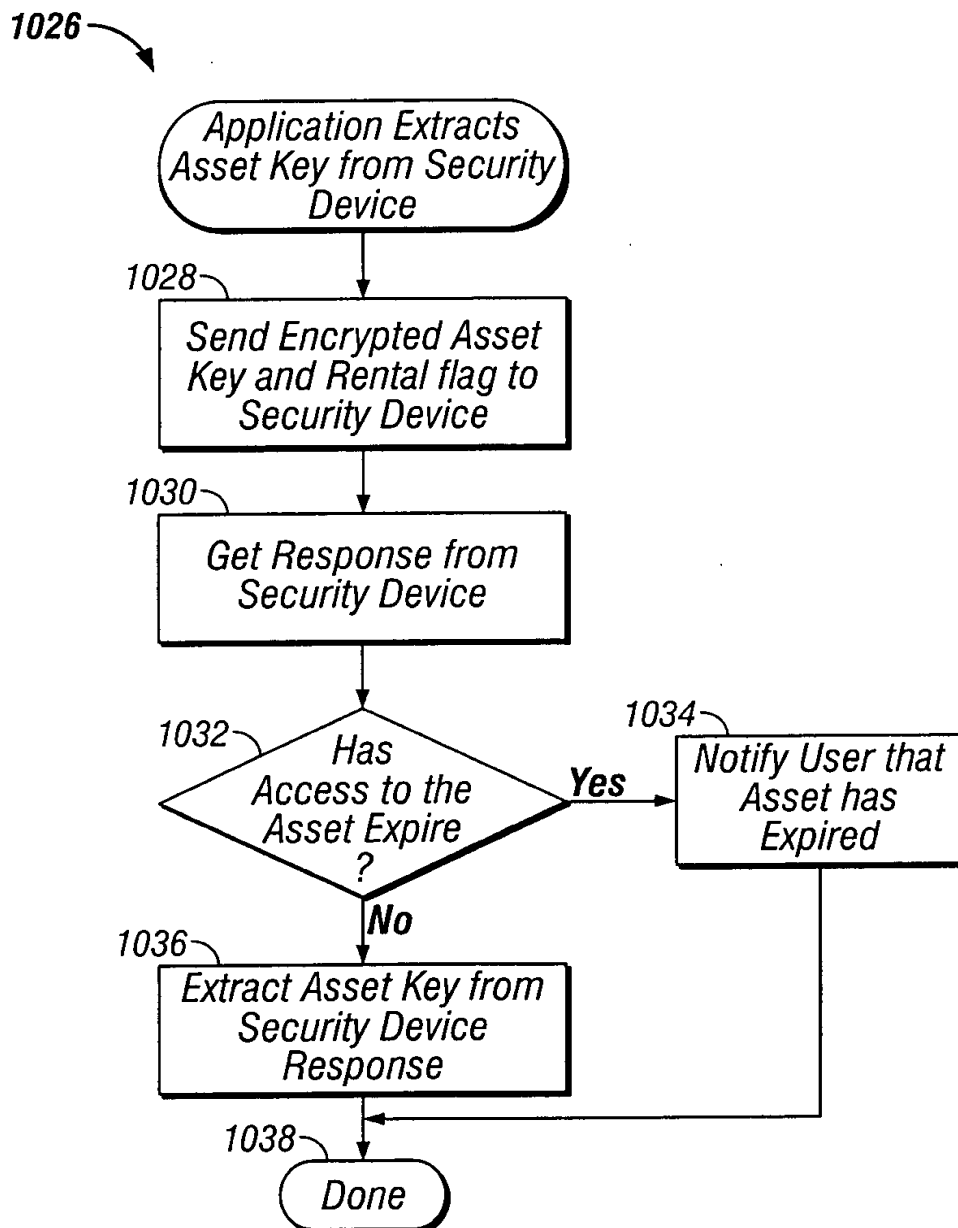 1026
Application Extracts
Asset Key from Security
Device
1028
Send Encrypted Asset
Key and Rental flag to
Security Device
1030
Get Response from
Security Device
1032
Has
Access to the
Asset Expire
?
Yes
1034
Notify User that
Asset has
Expired
No
1036
Extract Asset Key from
Security Device
Response
1038
Done